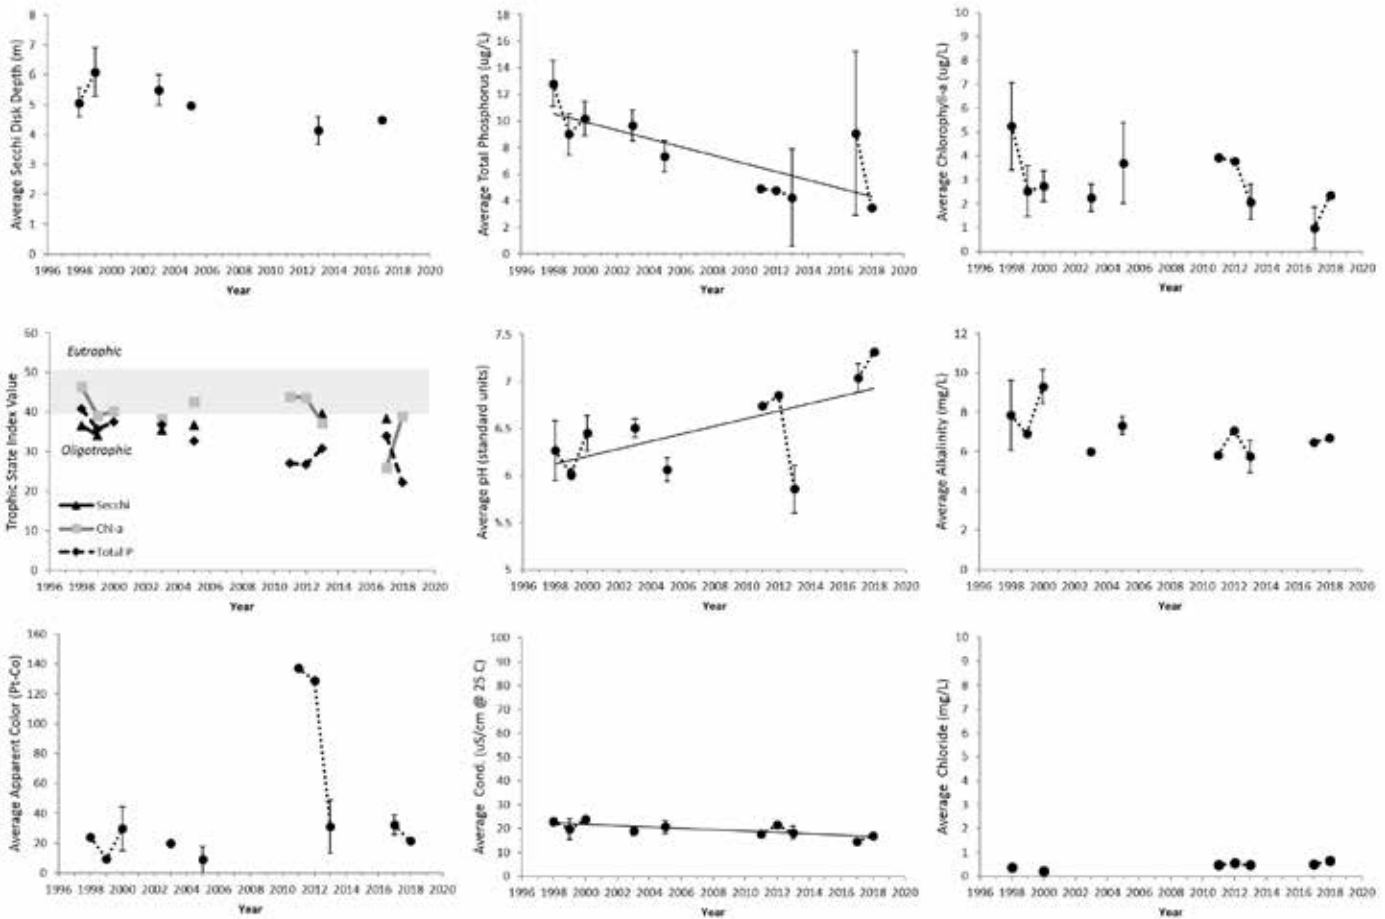 Average Secchi Disk Depth (m)
8
7
6
5
4
3
2
1
0
1996 1998 2000 2002 2004 2006 2008 2010 2012 2014 2016 2018 2020
Year
Average Total Phosphorus (ug/L)
18
16
14
12
10
8
6
4
2
0
1996 1998 2000 2002 2004 2006 2008 2010 2012 2014 2016 2018 2020
Year
Average Chlorophyll-a (ug/L)
10
9
8
7
6
5
4
3
2
1
0
1996 1998 2000 2002 2004 2006 2008 2010 2012 2014 2016 2018 2020
Year
Trophic State Index Value
60
50
40
30
20
10
0
Eutrophic
Oligotrophic
Secchi
Chl-a
Total P
1996 1998 2000 2002 2004 2006 2008 2010 2012 2014 2016 2018 2020
Year
Average pH (standard units)
7.5
7
6.5
6
5.5
5
1996 1998 2000 2002 2004 2006 2008 2010 2012 2014 2016 2018 2020
Year
Average Alkalinity (mg/L)
12
10
8
6
4
2
0
1996 1998 2000 2002 2004 2006 2008 2010 2012 2014 2016 2018 2020
Year
Average Apparent Color (Pt-Co)
160
140
120
100
80
60
40
20
0
1996 1998 2000 2002 2004 2006 2008 2010 2012 2014 2016 2018 2020
Year
Average Cond. (uS/cm @ 25 C)
100
90
80
70
60
50
40
30
20
10
0
1996 1998 2000 2002 2004 2006 2008 2010 2012 2014 2016 2018 2020
Year
Average Chloride (mg/L)
10
9
8
7
6
5
4
3
2
1
0
1996 1998 2000 2002 2004 2006 2008 2010 2012 2014 2016 2018 2020
Year